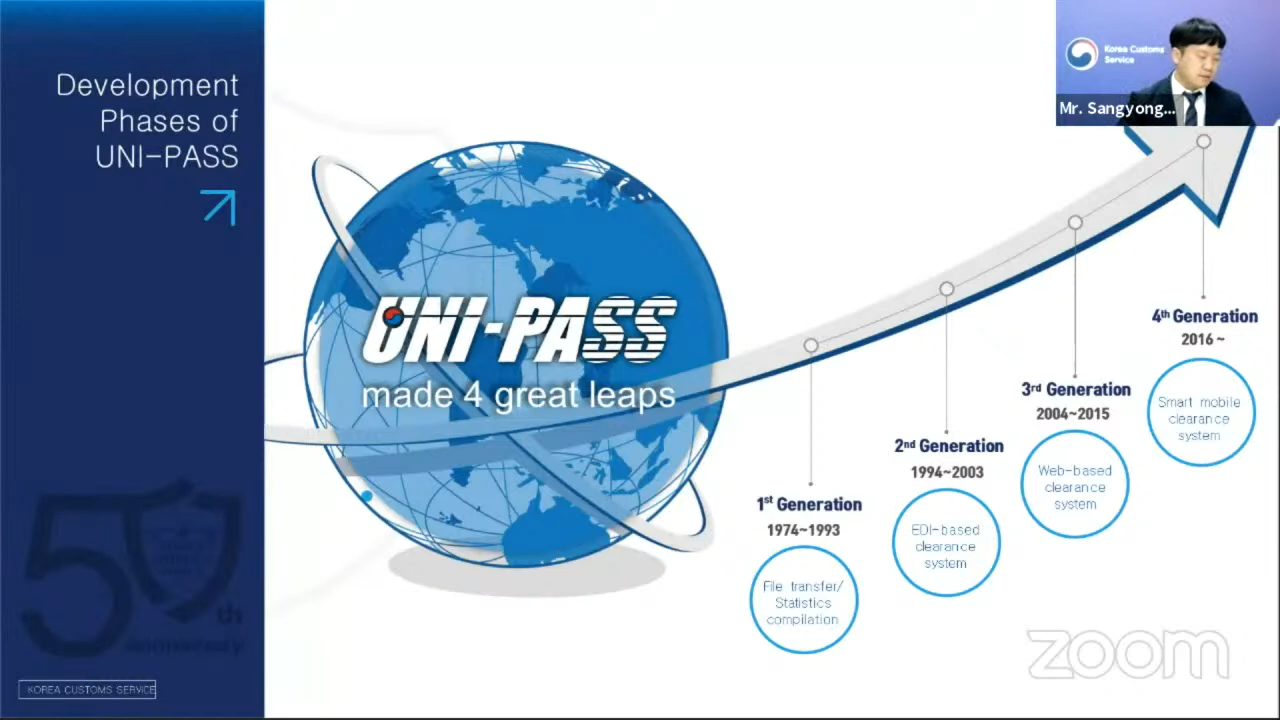 Development
Phases of
UNI-PASS
50th
anniversary
KOREA CUSTOMS SERVICE
UNI-PASS
made 4 great leaps
1st Generation
1974~1993
File transfer/
Statistics
compilation
2nd Generation
1994~2003
EDI-based
clearance
system
3rd Generation
2004~2015
Web-based
clearance
system
4th Generation
2016 ~
Smart mobile
clearance
system
Korea Customs
Service
Mr. Sangyong...
zoom